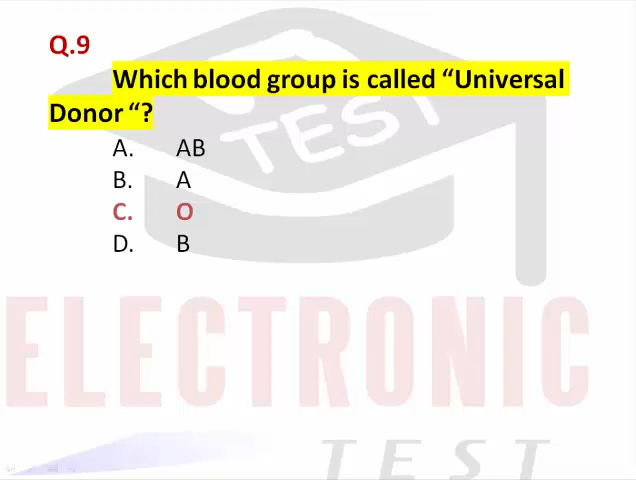 Q.9
Which blood group is called “Universal
Donor “?
A. AB
B. A
C. O
D. B
TEST
ELECTRONIC
TEST